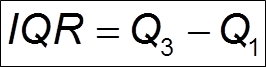 IQR = Q₃ − Q₁